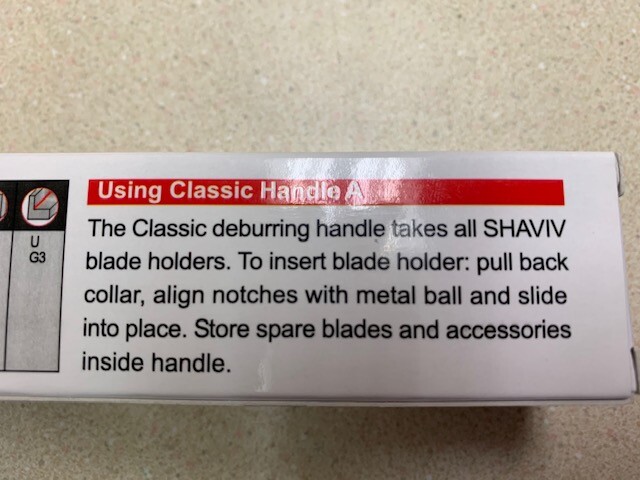 Using Classic Handle A
The Classic deburring handle takes all SHAVIV
blade holders. To insert blade holder: pull back
collar, align notches with metal ball and slide
into place. Store spare blades and accessories
inside handle.
U
G3